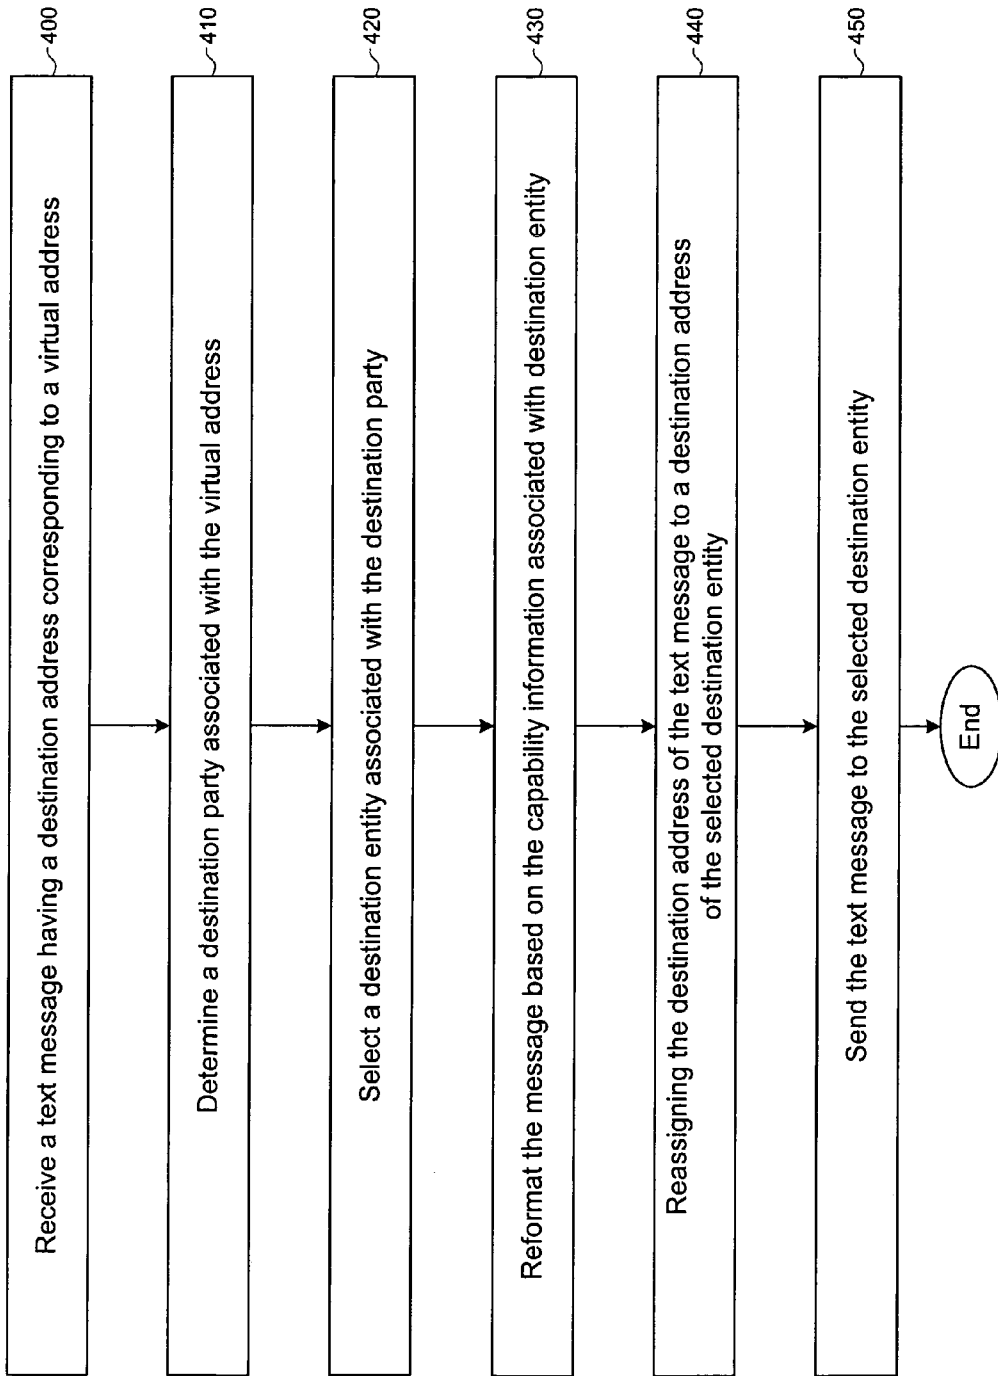 Receive a text message having a destination address corresponding to a virtual address
400
Determine a destination party associated with the virtual address
410
Select a destination entity associated with the destination party
420
Reformat the message based on the capability information associated with destination entity
430
Reassigning the destination address of the text message to a destination address
of the selected destination entity
440
Send the text message to the selected destination entity
450
End